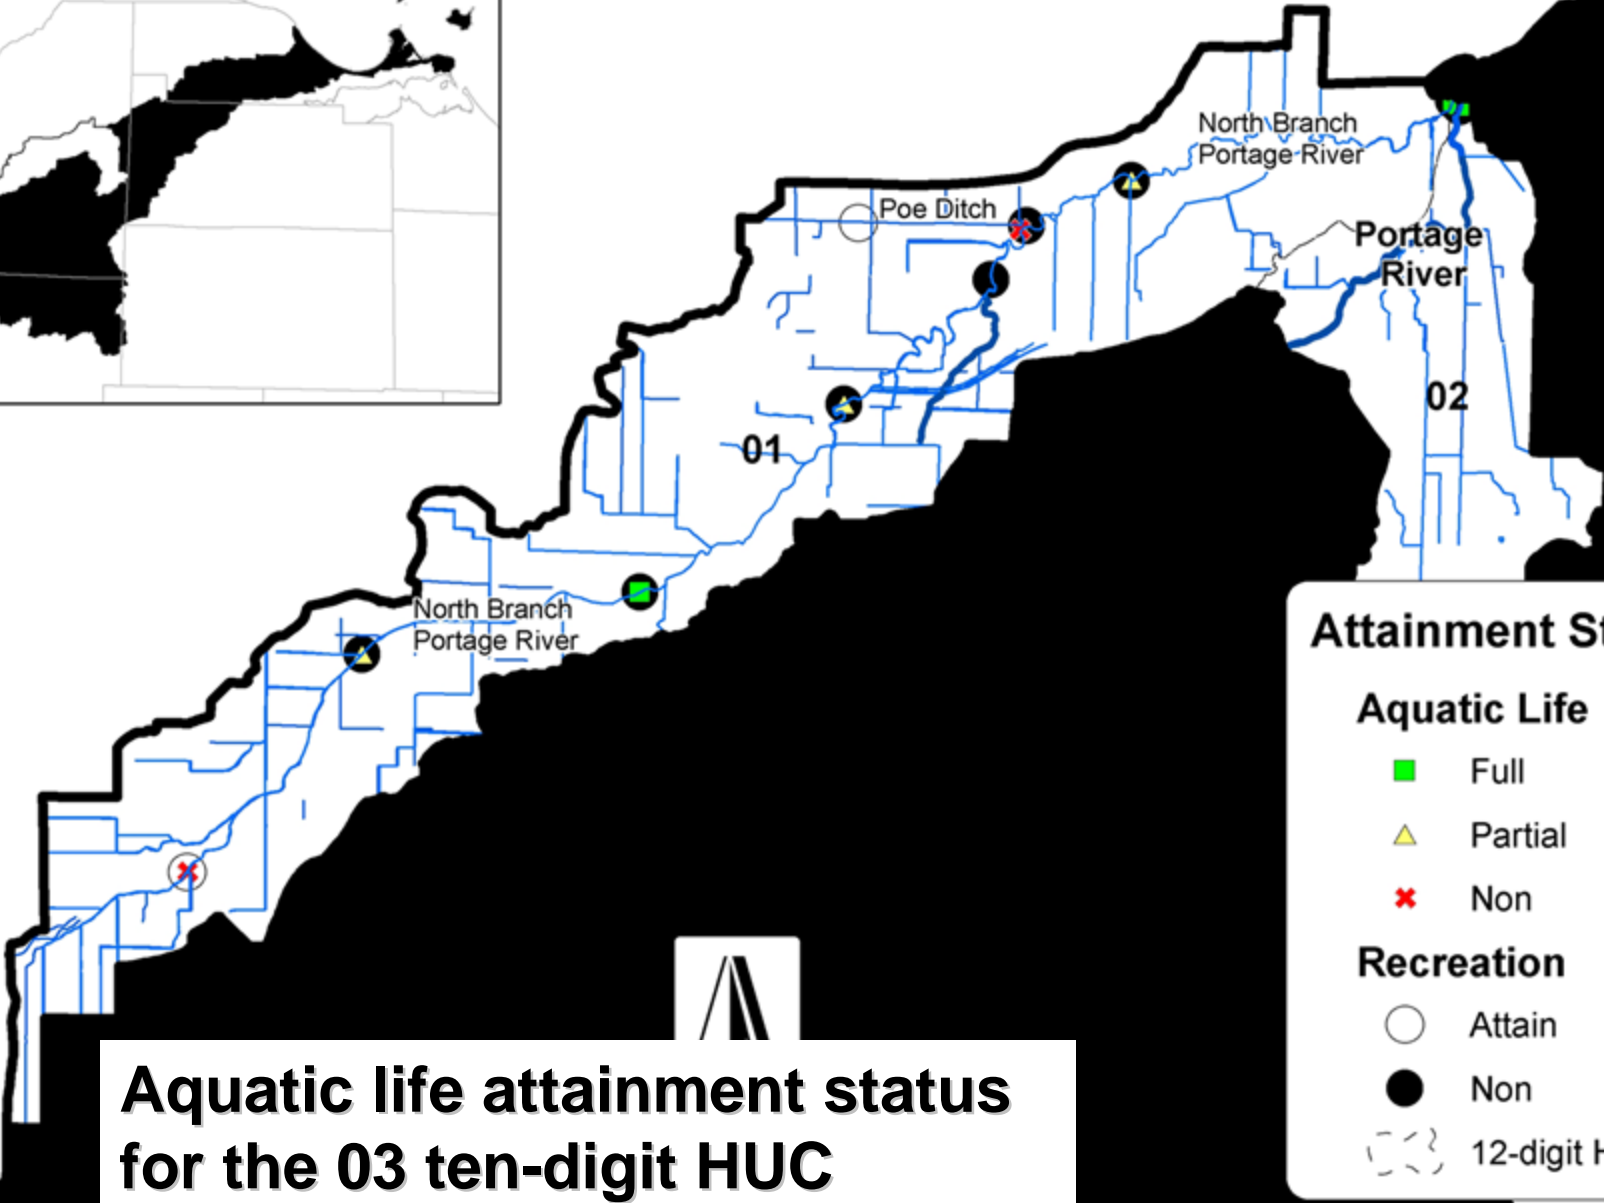 North Branch
Portage River
Poe Ditch
Portage
River
02
01
North Branch
Portage River
Attainment St
Aquatic Life
Full
Partial
Non
Recreation
Attain
Non
12-digit H
Aquatic life attainment status
for the 03 ten-digit HUC